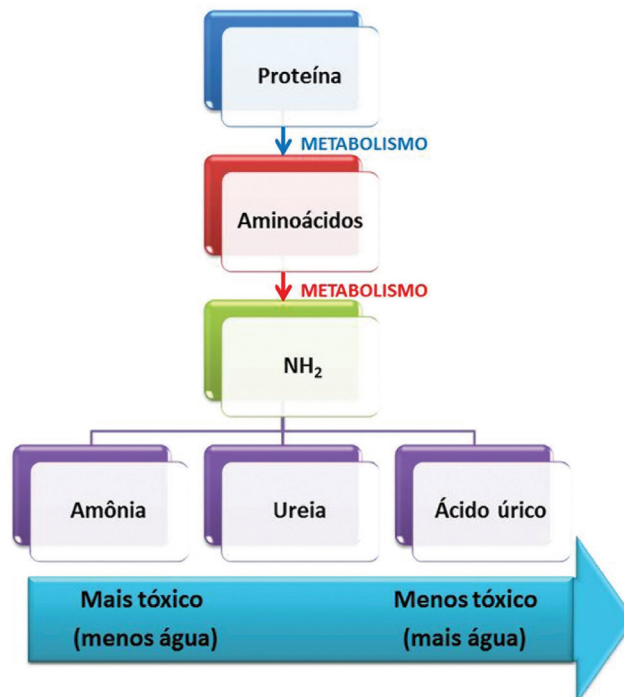 Proteína
METABOLISMO
Aminoácidos
METABOLISMO
NH₂
Amônia
Ureia
Ácido úrico
Mais tóxico
(menos água)
Menos tóxico
(mais água)